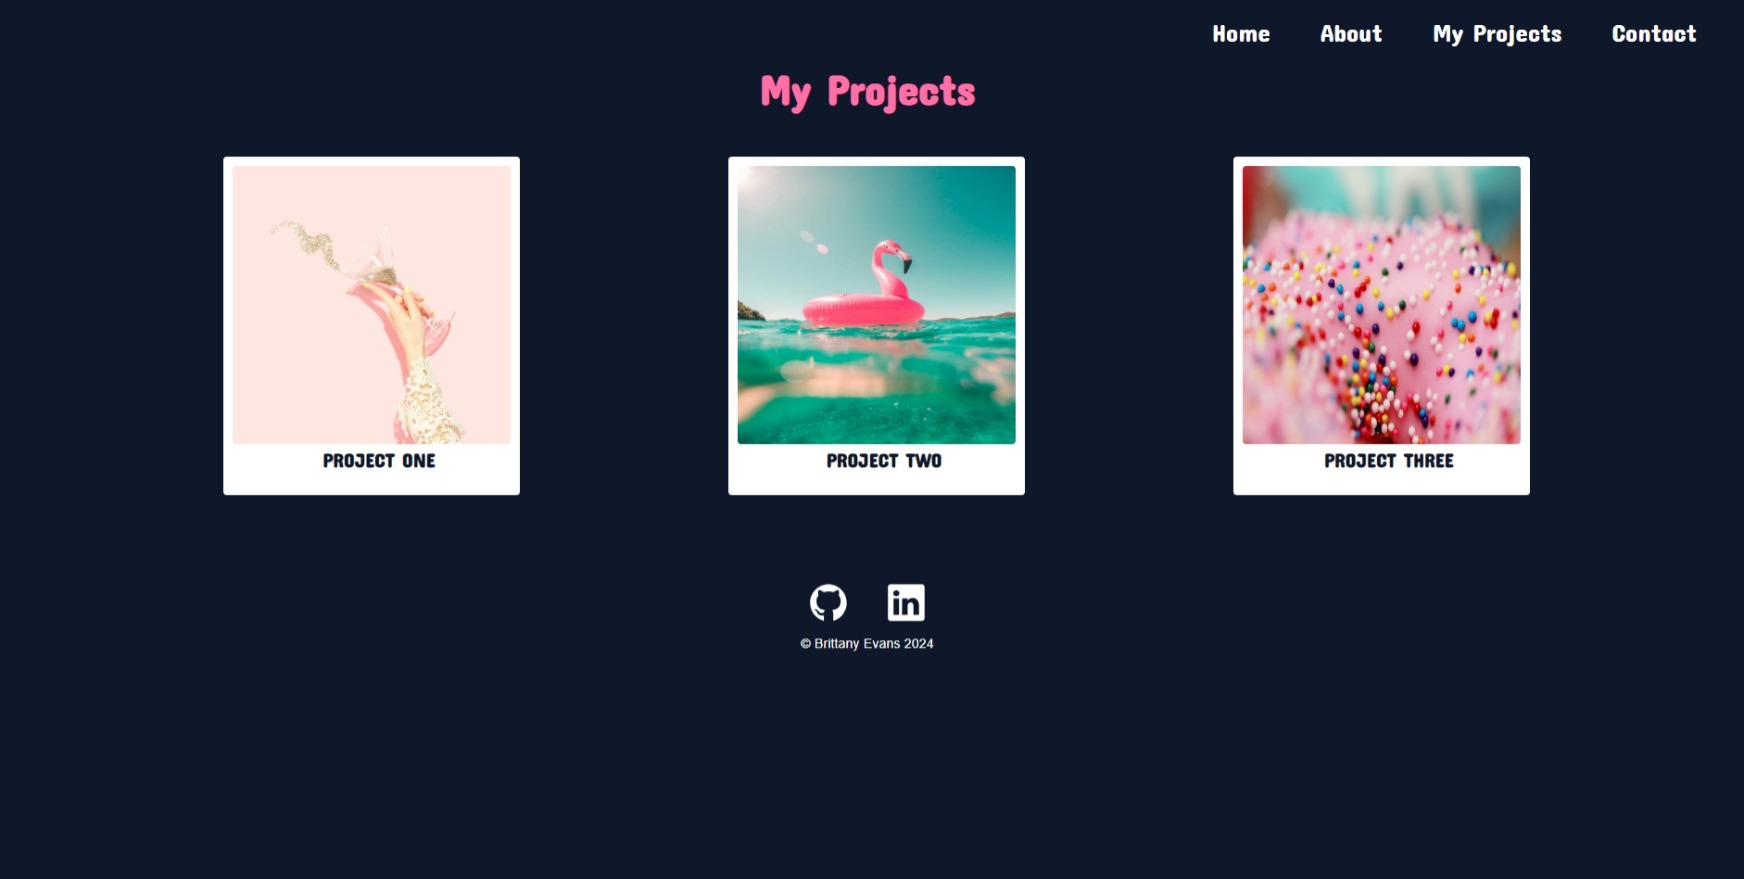 Home About My Projects Contact
My Projects
PROJECT ONE
PROJECT TWO
PROJECT THREE
in
© Brittany Evans 2024